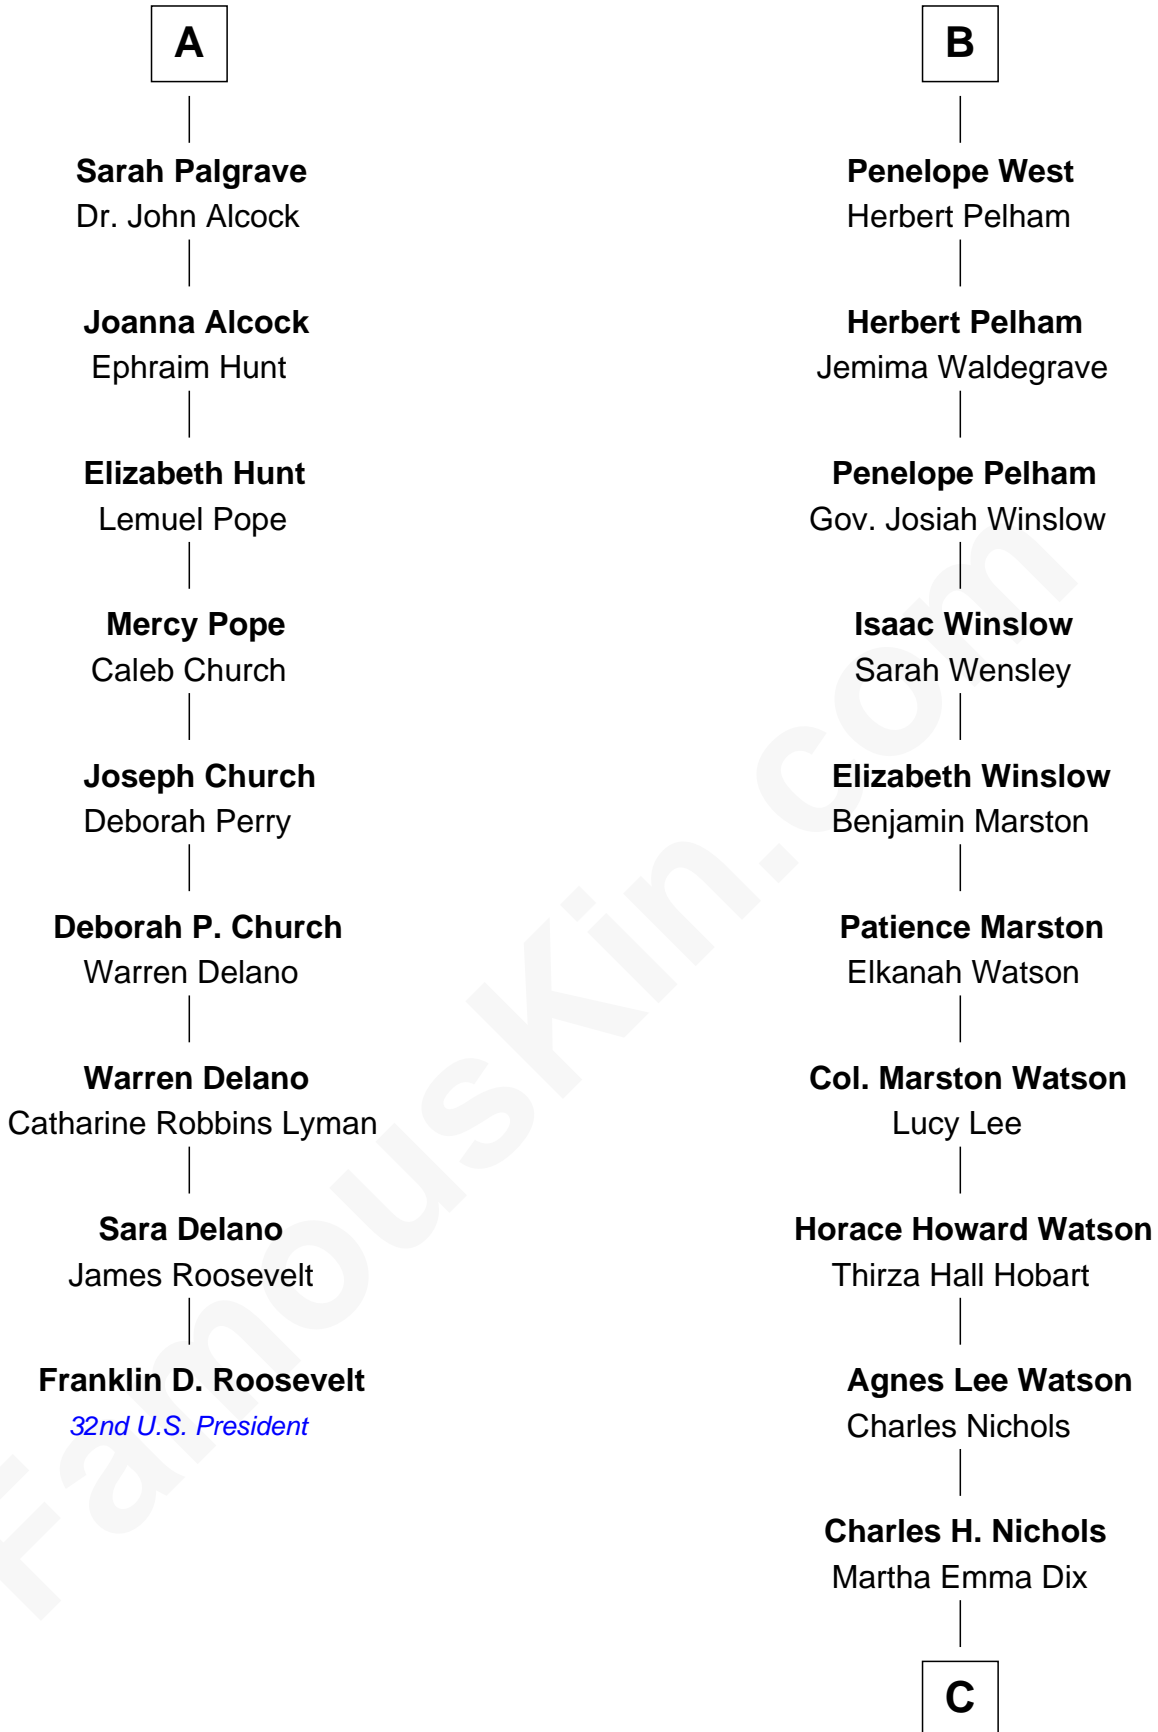 A
Sarah Palgrave
Dr. John Alcock
Joanna Alcock
Ephraim Hunt
Elizabeth Hunt
Lemuel Pope
Mercy Pope
Caleb Church
Joseph Church
Deborah Perry
Deborah P. Church
Warren Delano
Warren Delano
Catharine Robbins Lyman
Sara Delano
James Roosevelt
Franklin D. Roosevelt
32nd U.S. President
B
Penelope West
Herbert Pelham
Herbert Pelham
Jemima Waldegrave
Penelope Pelham
Gov. Josiah Winslow
Isaac Winslow
Sarah Wensley
Elizabeth Winslow
Benjamin Marston
Patience Marston
Elkanah Watson
Col. Marston Watson
Lucy Lee
Horace Howard Watson
Thirza Hall Hobart
Agnes Lee Watson
Charles Nichols
Charles H. Nichols
Martha Emma Dix
C
FamousKin.com